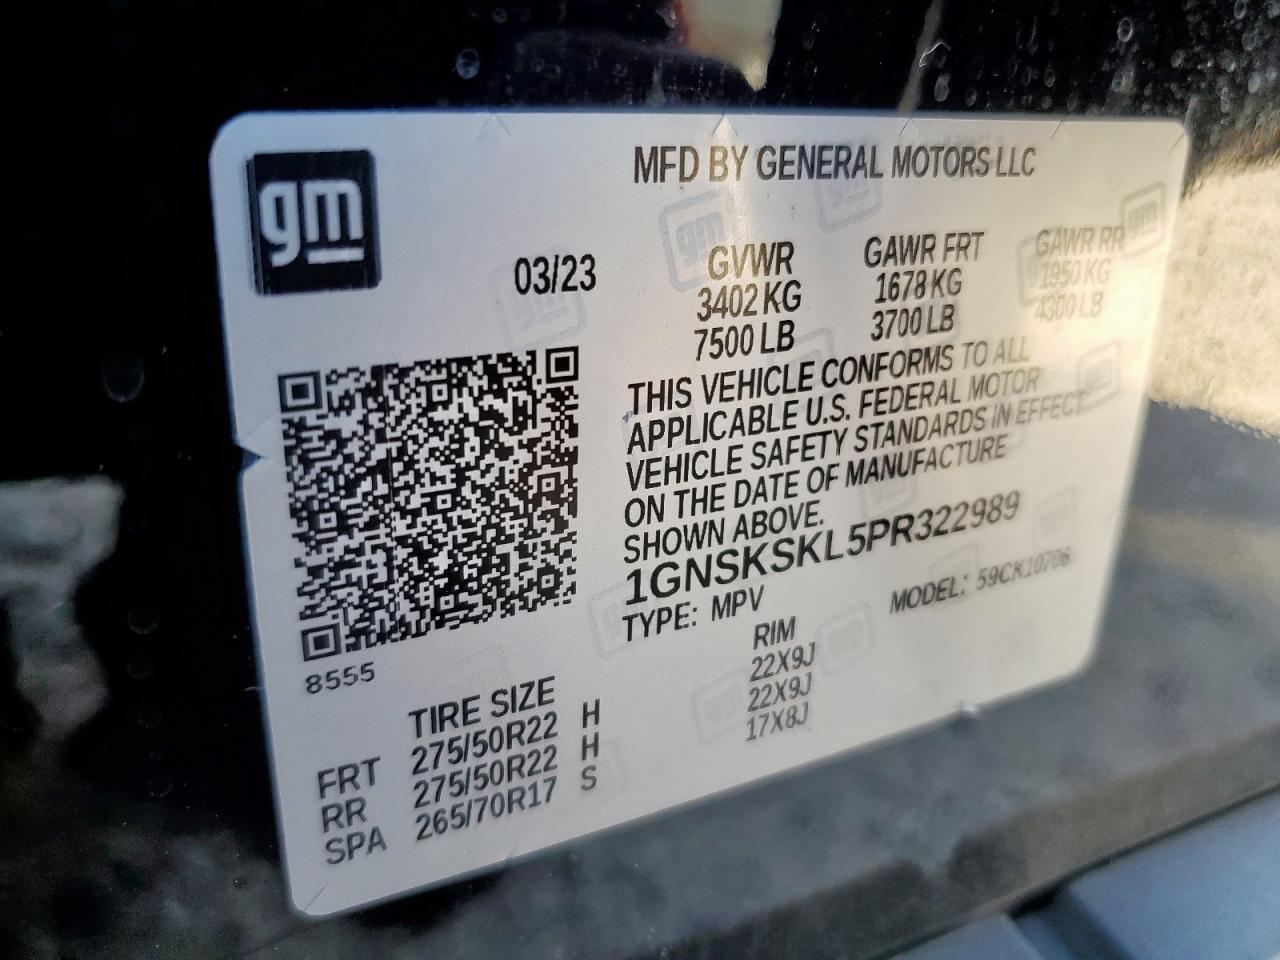 gm
MFD BY GENERAL MOTORS LLC
03/23 GVWR GAWR FRT GAWR RR
3402 KG 1678 KG 1950 KG
7500 LB 3700 LB 4300 LB
THIS VEHICLE CONFORMS TO ALL
APPLICABLE U.S. FEDERAL MOTOR
VEHICLE SAFETY STANDARDS IN EFFECT
ON THE DATE OF MANUFACTURE
SHOWN ABOVE.
1GNSKSKL5PR322989
TYPE: MPV MODEL: 59CK10706
8555
TIRE SIZE RIM
FRT 275/50R22 H 22X9J
RR 275/50R22 H 22X9J
SPA 265/70R17 S 17X8J